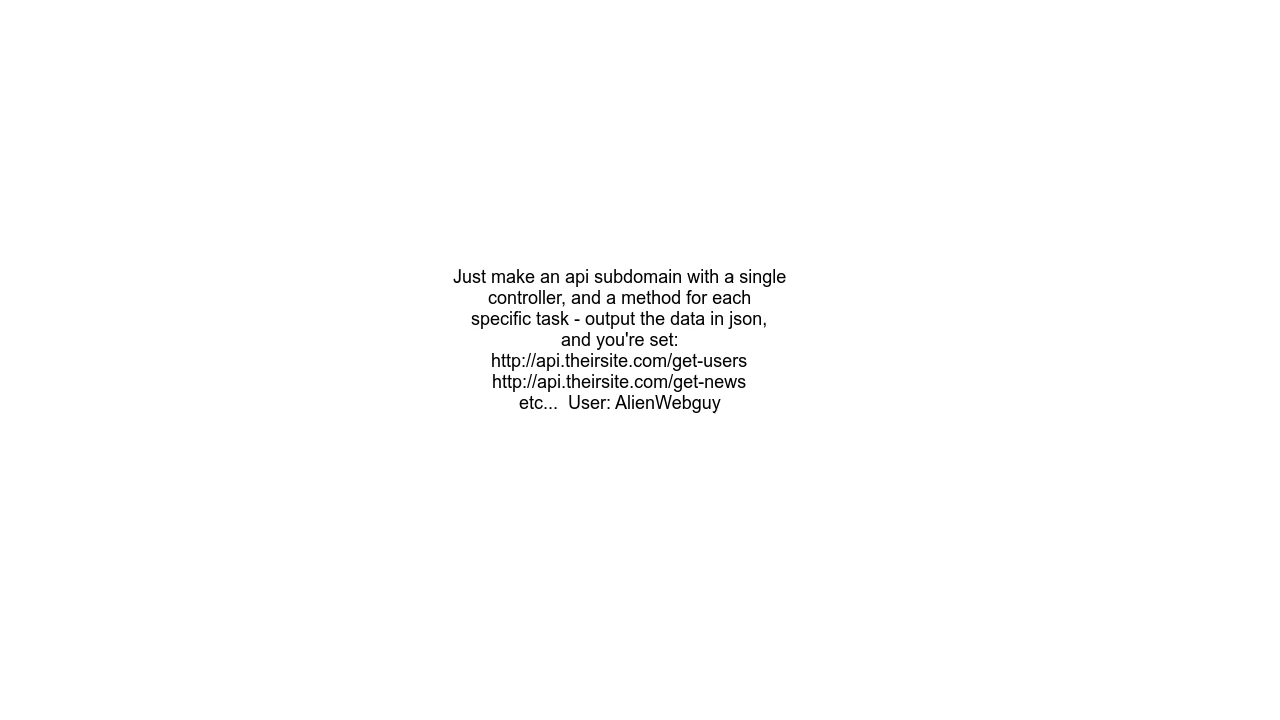 Just make an api subdomain with a single
controller, and a method for each
specific task - output the data in json,
and you're set:
http://api.theirsite.com/get-users
http://api.theirsite.com/get-news
etc...  User: AlienWebguy